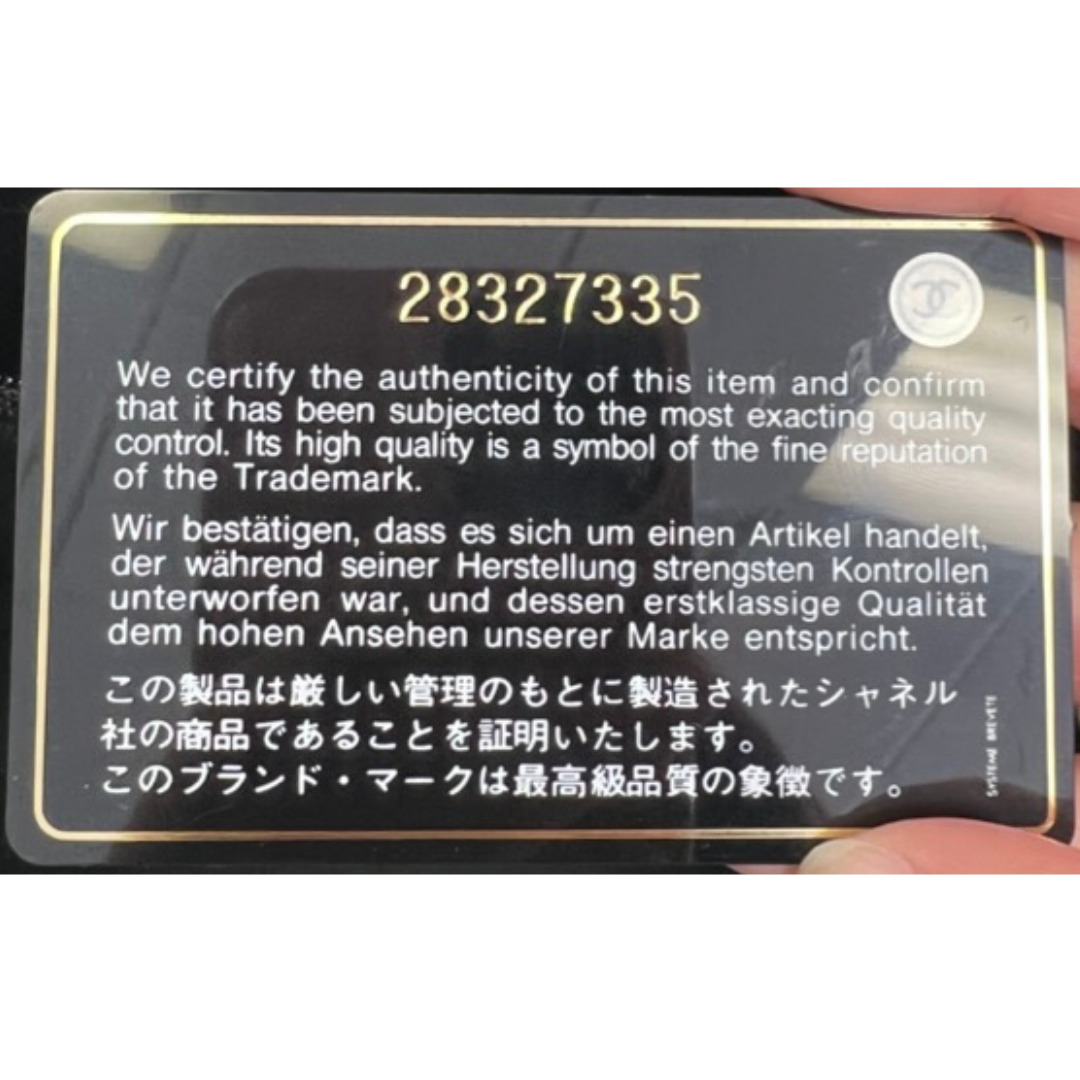 28327335
We certify the authenticity of this item and confirm
that it has been subjected to the most exacting quality
control. Its high quality is a symbol of the fine reputation
of the Trademark.
Wir bestätigen, dass es sich um einen Artikel handelt,
der während seiner Herstellung strengsten Kontrollen
unterworfen war, und dessen erstklassige Qualität
dem hohen Ansehen unserer Marke entspricht.
この製品は厳しい管理のもとに製造されたシャネル
社の商品であることを証明いたします。
このブランド・マークは最高級品質の象徴です。
SYSTEME BREVETE